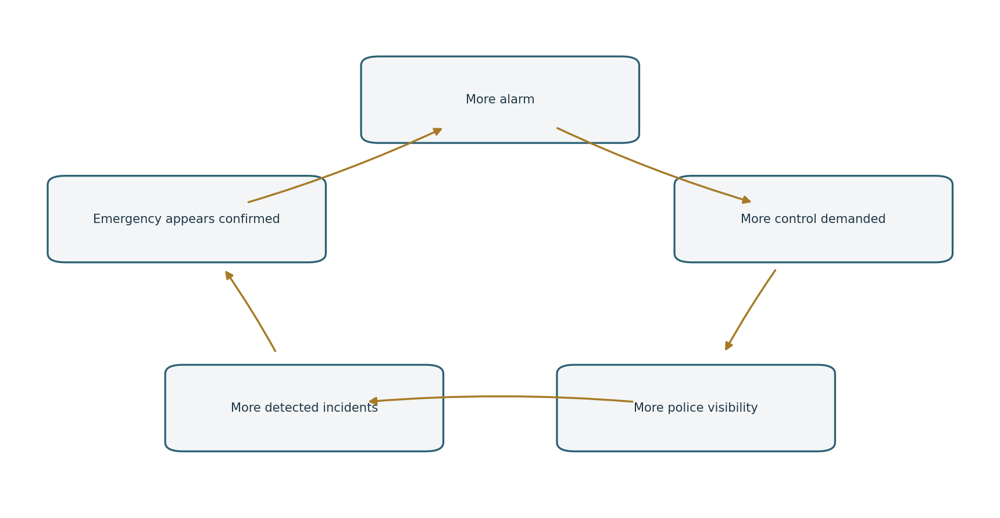 More alarm
Emergency appears confirmed
More control demanded
More detected incidents
More police visibility